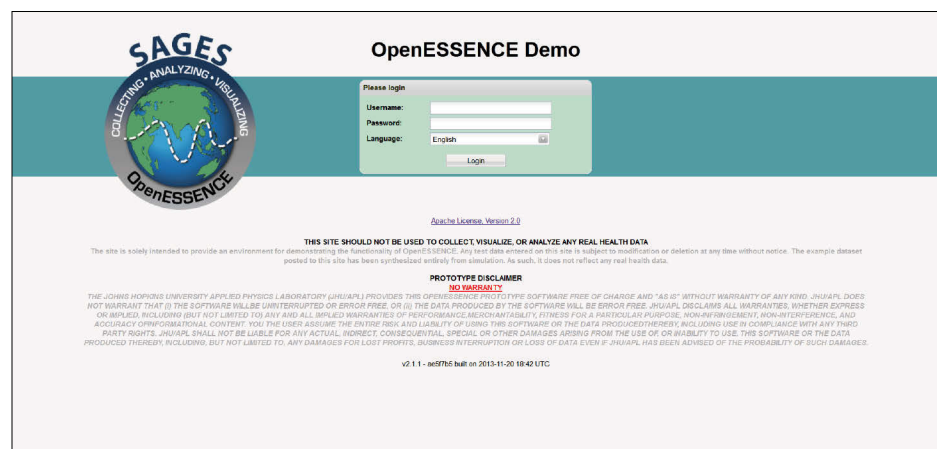 SAGES
COLLECTING • ANALYZING • VISUALIZING
OpenESSENCE
OpenESSENCE Demo
Please login
Username:
Password:
Language:
English
Login
Apache License, Version 2.0
THIS SITE SHOULD NOT BE USED TO COLLECT, VISUALIZE, OR ANALYZE ANY REAL HEALTH DATA
The site is solely intended to provide an environment for demonstrating the functionality of OpenESSENCE. Any test data entered on this site is subject to modification or deletion at any time without notice. The example dataset
posted to this site has been synthesized entirely from simulation. As such, it does not reflect any real health data.
PROTOTYPE DISCLAIMER
NO WARRANTY
THE JOHNS HOPKINS UNIVERSITY APPLIED PHYSICS LABORATORY (JHU/APL) PROVIDES THIS OPENESSENCE PROTOTYPE SOFTWARE FREE OF CHARGE AND "AS IS" WITHOUT WARRANTY OF ANY KIND. JHU/APL DOES
NOT WARRANT THAT (I) THE SOFTWARE WILLBE UNINTERRUPTED OR ERROR FREE, OR (II) THE DATA PRODUCED BY THE SOFTWARE WILL BE ERROR FREE. JHU/APL DISCLAIMS ALL WARRANTIES, WHETHER EXPRESS
OR IMPLIED, INCLUDING (BUT NOT LIMITED TO) ANY AND ALL IMPLIED WARRANTIES OF PERFORMANCE,MERCHANTABILITY, FITNESS FOR A PARTICULAR PURPOSE, NON-INFRINGEMENT, NON-INTERFERENCE, AND
ACCURACY OFINFORMATIONAL CONTENT. YOU THE USER ASSUME THE ENTIRE RISK AND LIABILITY OF USING THIS SOFTWARE OR THE DATA PRODUCEDTHEREBY, INCLUDING USE IN COMPLIANCE WITH ANY THIRD
PARTY RIGHTS. JHU/APL SHALL NOT BE LIABLE FOR ANY ACTUAL, INDIRECT, CONSEQUENTIAL, SPECIAL OR OTHER DAMAGES ARISING FROM THE USE OF, OR INABILITY TO USE, THIS SOFTWARE OR THE DATA
PRODUCED THEREBY, INCLUDING, BUT NOT LIMITED TO, ANY DAMAGES FOR LOST PROFITS, BUSINESS INTERRUPTION OR LOSS OF DATA EVEN IF JHU/APL HAS BEEN ADVISED OF THE PROBABILITY OF SUCH DAMAGES.
v2.1.1 - ae5f7b5 built on 2013-11-20 18:42 UTC